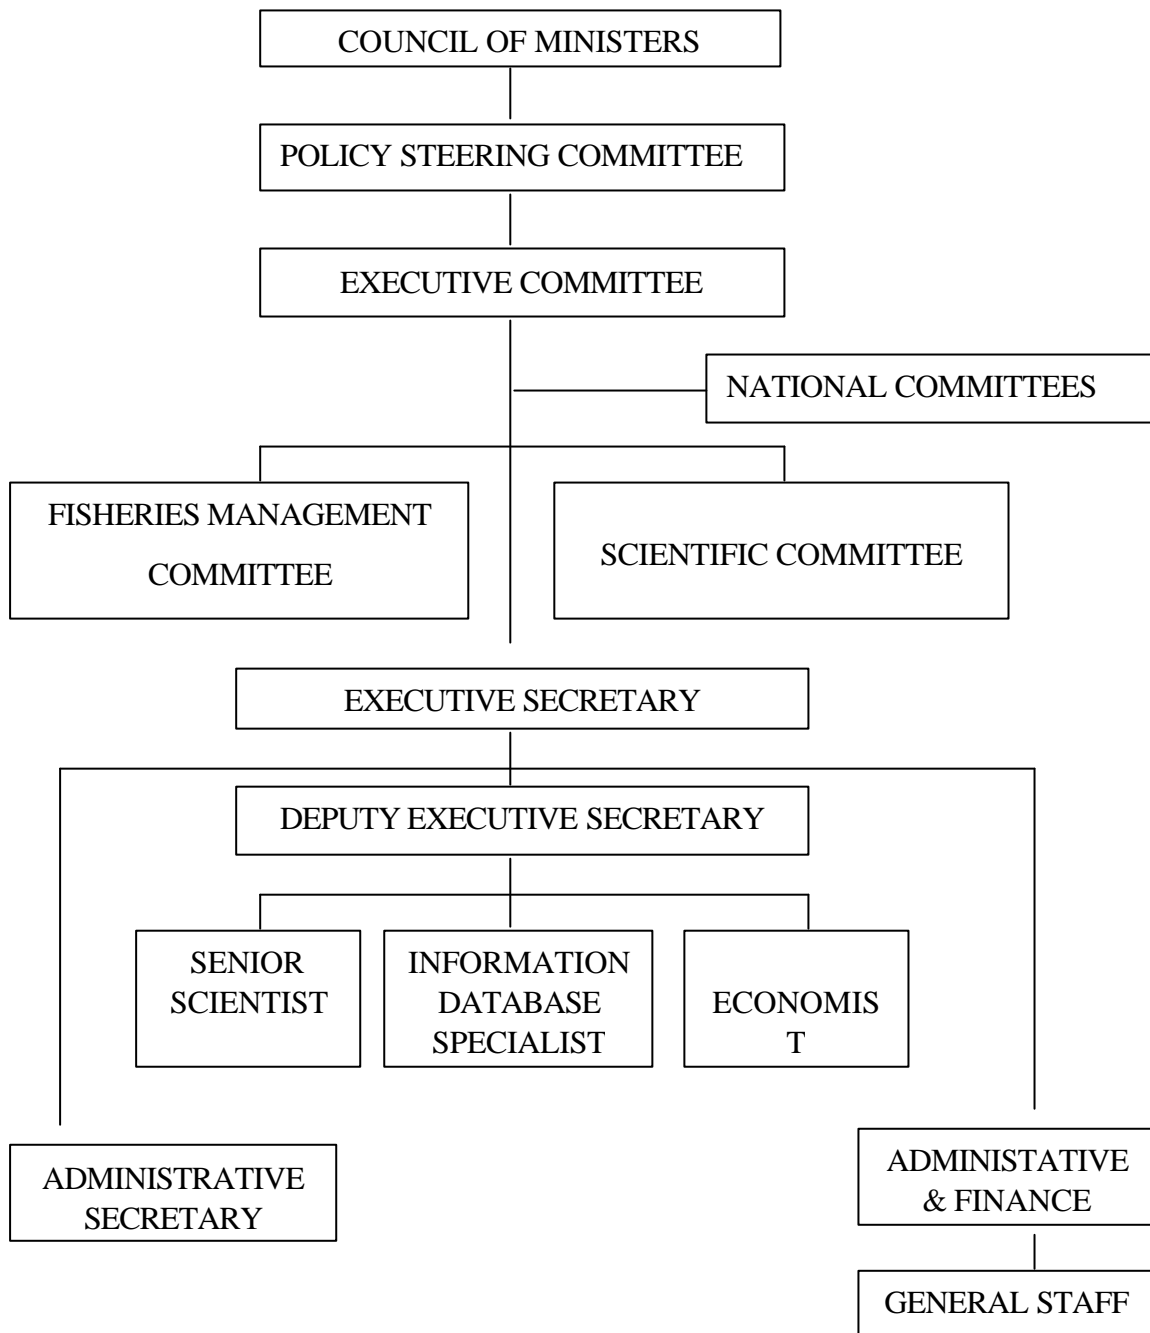 COUNCIL OF MINISTERS
POLICY STEERING COMMITTEE
EXECUTIVE COMMITTEE
NATIONAL COMMITTEES
FISHERIES MANAGEMENT
COMMITTEE
SCIENTIFIC COMMITTEE
EXECUTIVE SECRETARY
DEPUTY EXECUTIVE SECRETARY
SENIOR
SCIENTIST
INFORMATION
DATABASE
SPECIALIST
ECONOMIS
T
ADMINISTRATIVE
SECRETARY
ADMINISTATIVE
& FINANCE
GENERAL STAFF